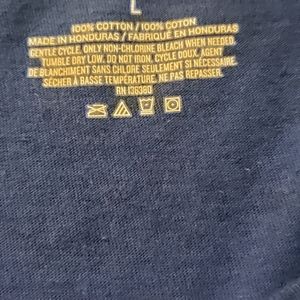 L
100% COTTON / 100% COTON
MADE IN HONDURAS / FABRIQUÉ EN HONDURAS
GENTLE CYCLE. ONLY NON-CHLORINE BLEACH WHEN NEEDED.
TUMBLE DRY LOW. DO NOT IRON. CYCLE DOUX. AGENT
DE BLANCHIMENT SANS CHLORE SEULEMENT SI NÉCESSAIRE.
SÉCHER À BASSE TEMPÉRATURE. NE PAS REPASSER.
RN 136380